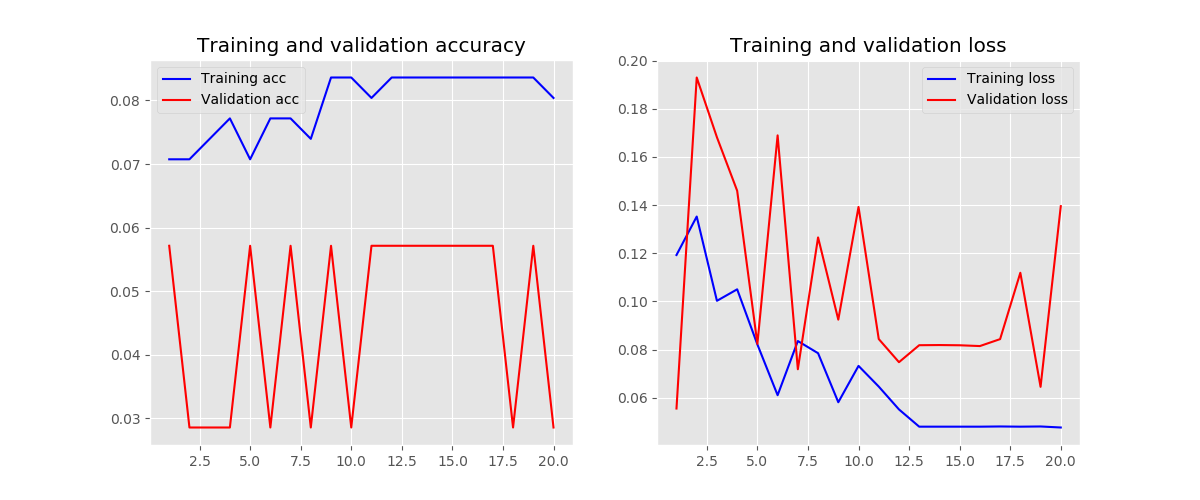 Training and validation accuracy
Training acc
Validation acc
0.08
0.07
0.06
0.05
0.04
0.03
2.5 5.0 7.5 10.0 12.5 15.0 17.5 20.0
Training and validation loss
Training loss
Validation loss
0.20
0.18
0.16
0.14
0.12
0.10
0.08
0.06
2.5 5.0 7.5 10.0 12.5 15.0 17.5 20.0